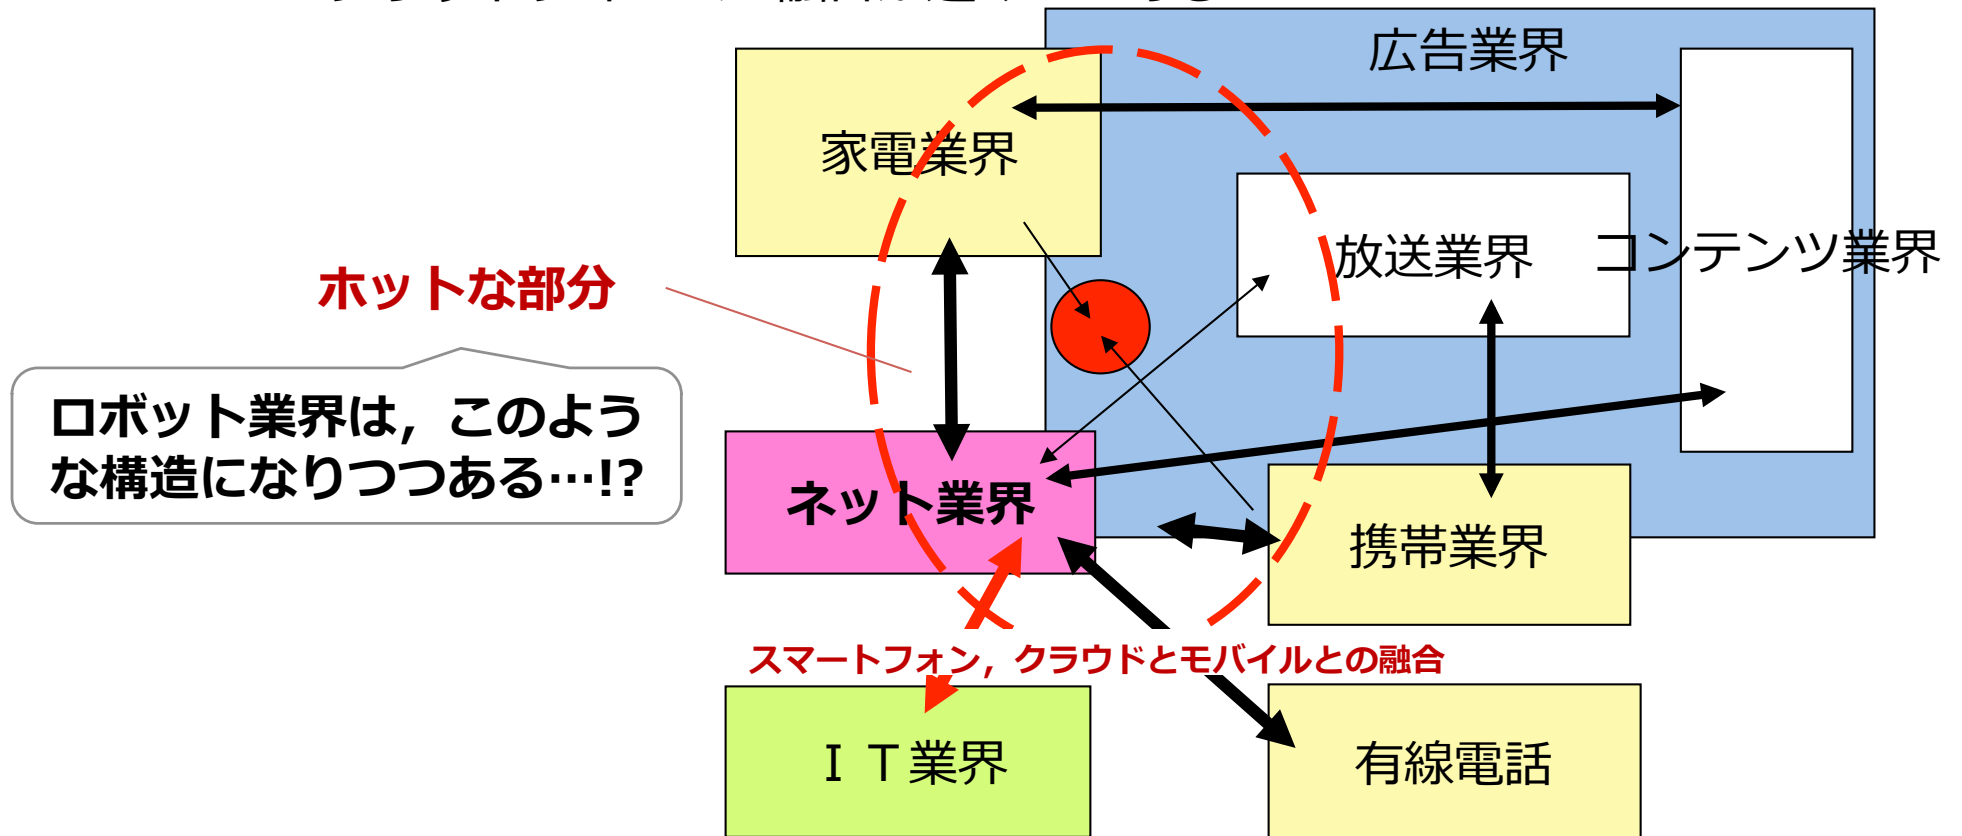 広告業界
家電業界
放送業界
コンテンツ業界
ホットな部分
ロボット業界は，このよう
な構造になりつつある…!?
ネット業界
携帯業界
スマートフォン，クラウドとモバイルとの融合
ＩＴ業界
有線電話